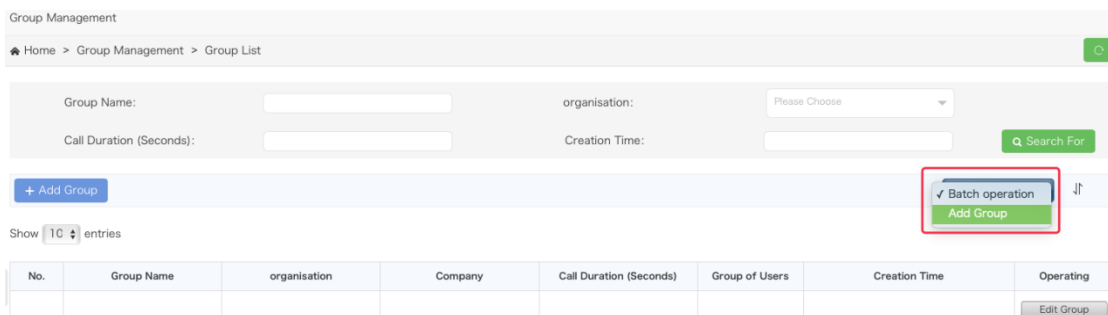 Group Management
Home > Group Management > Group List
Group Name:
organisation:
Please Choose
Call Duration (Seconds):
Creation Time:
Search For
+ Add Group
✓ Batch operation
Add Group
Show 10 entries
No. Group Name organisation Company Call Duration (Seconds) Group of Users Creation Time Operating
Edit Group